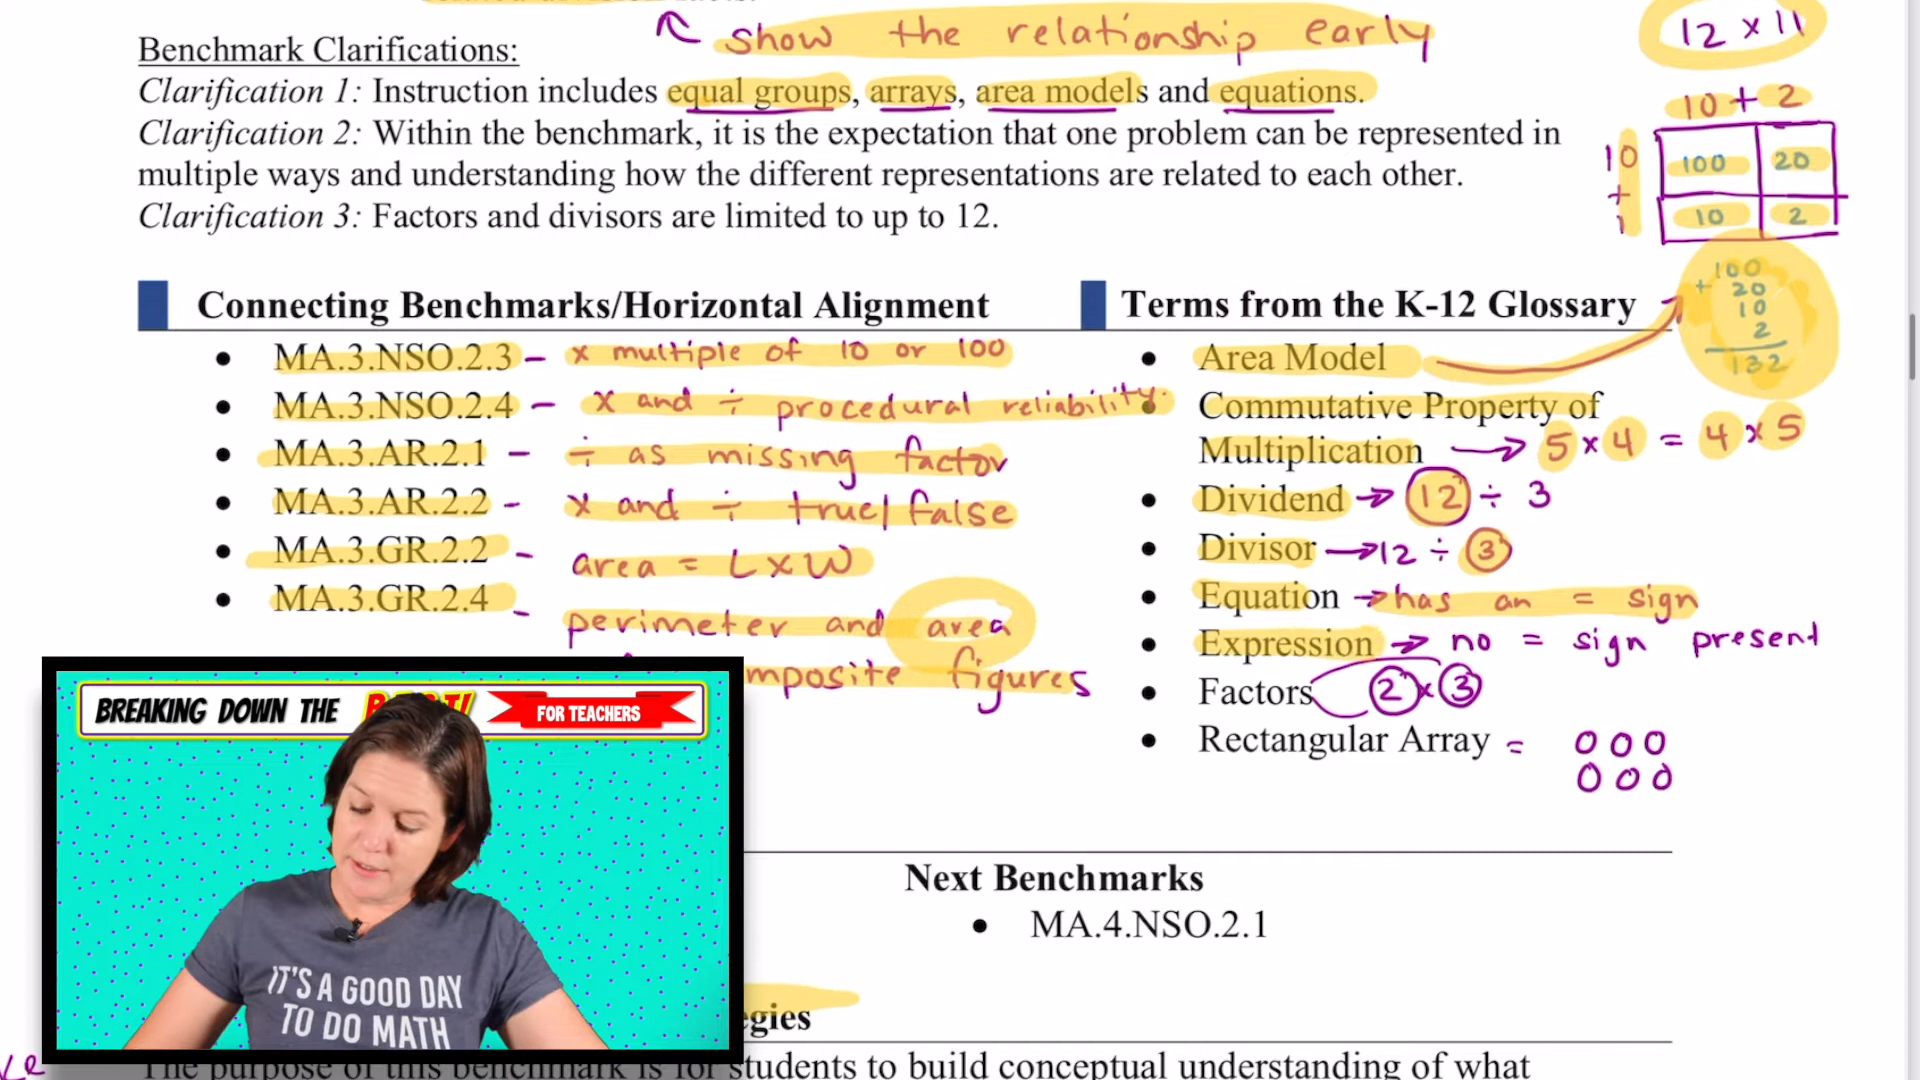 show the relationship early
12 x 11
Benchmark Clarifications:
Clarification 1: Instruction includes equal groups, arrays, area models and equations.
Clarification 2: Within the benchmark, it is the expectation that one problem can be represented in
multiple ways and understanding how the different representations are related to each other.
Clarification 3: Factors and divisors are limited to up to 12.
10 + 2
10 100 20
+
1 10 2
100
+ 20
10
2
132
Connecting Benchmarks/Horizontal Alignment
• MA.3.NSO.2.3 – x multiple of 10 or 100
• MA.3.NSO.2.4 – x and ÷ procedural reliability.
• MA.3.AR.2.1 – ÷ as missing factor
• MA.3.AR.2.2 - x and ÷ true/false
• MA.3.GR.2.2 - area = L x W
• MA.3.GR.2.4 - perimeter and area
mposite figures
Terms from the K-12 Glossary
• Area Model
• Commutative Property of
Multiplication → 5 x 4 = 4 x 5
• Dividend → 12 ÷ 3
• Divisor → 12 ÷ 3
• Equation → has an = sign
• Expression → no = sign present
• Factors 2 x 3
• Rectangular Array = 000
000
Next Benchmarks
• MA.4.NSO.2.1
egies
The purpose of this benchmark is for students to build conceptual understanding of what
BREAKING DOWN THE
FOR TEACHERS
IT'S A GOOD DAY
TO DO MATH